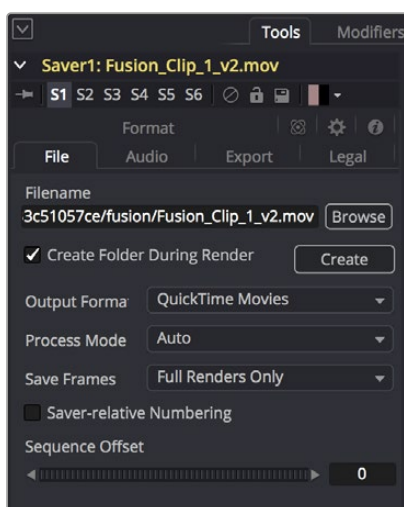 Tools Modifiers
Saver1: Fusion_Clip_1_v2.mov
S1 S2 S3 S4 S5 S6
Format
File Audio Export Legal
Filename
3c51057ce/fusion/Fusion_Clip_1_v2.mov Browse
Create Folder During Render Create
Output Forma QuickTime Movies
Process Mode Auto
Save Frames Full Renders Only
Saver-relative Numbering
Sequence Offset
0